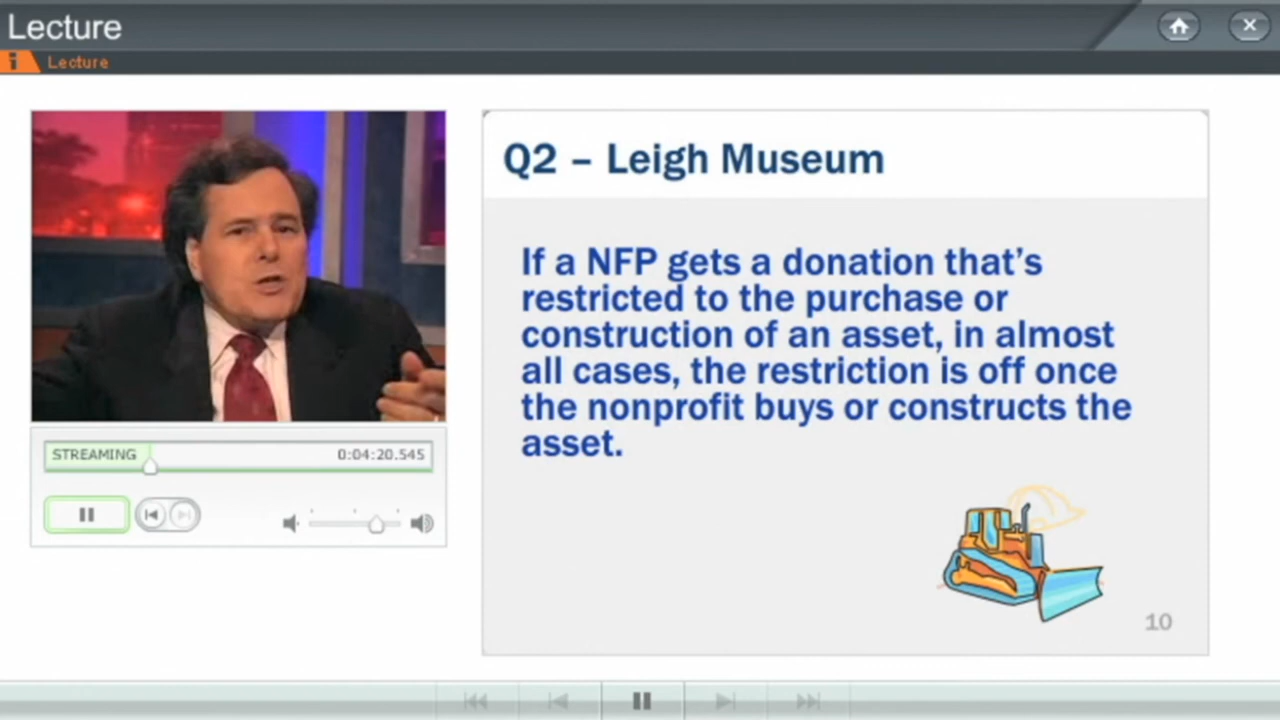 Lecture
i Lecture
Q2 – Leigh Museum
If a NFP gets a donation that’s
restricted to the purchase or
construction of an asset, in almost
all cases, the restriction is off once
the nonprofit buys or constructs the
asset.
STREAMING 0:04:20.545
10